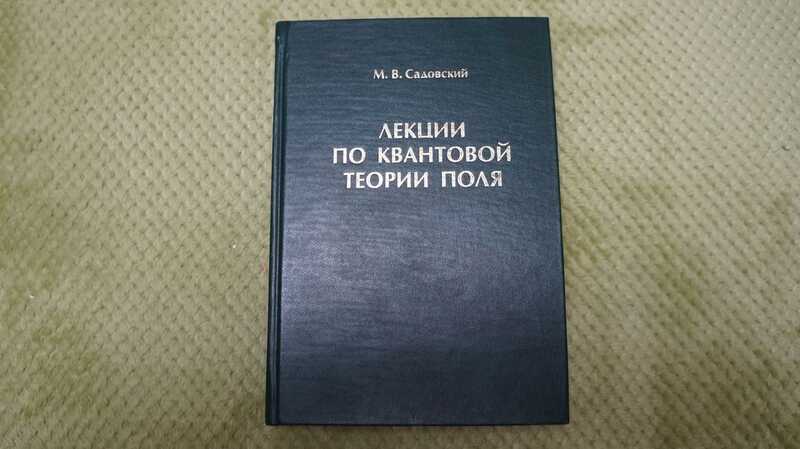 М. В. Садовский
ЛЕКЦИИ
ПО КВАНТОВОЙ
ТЕОРИИ ПОЛЯ